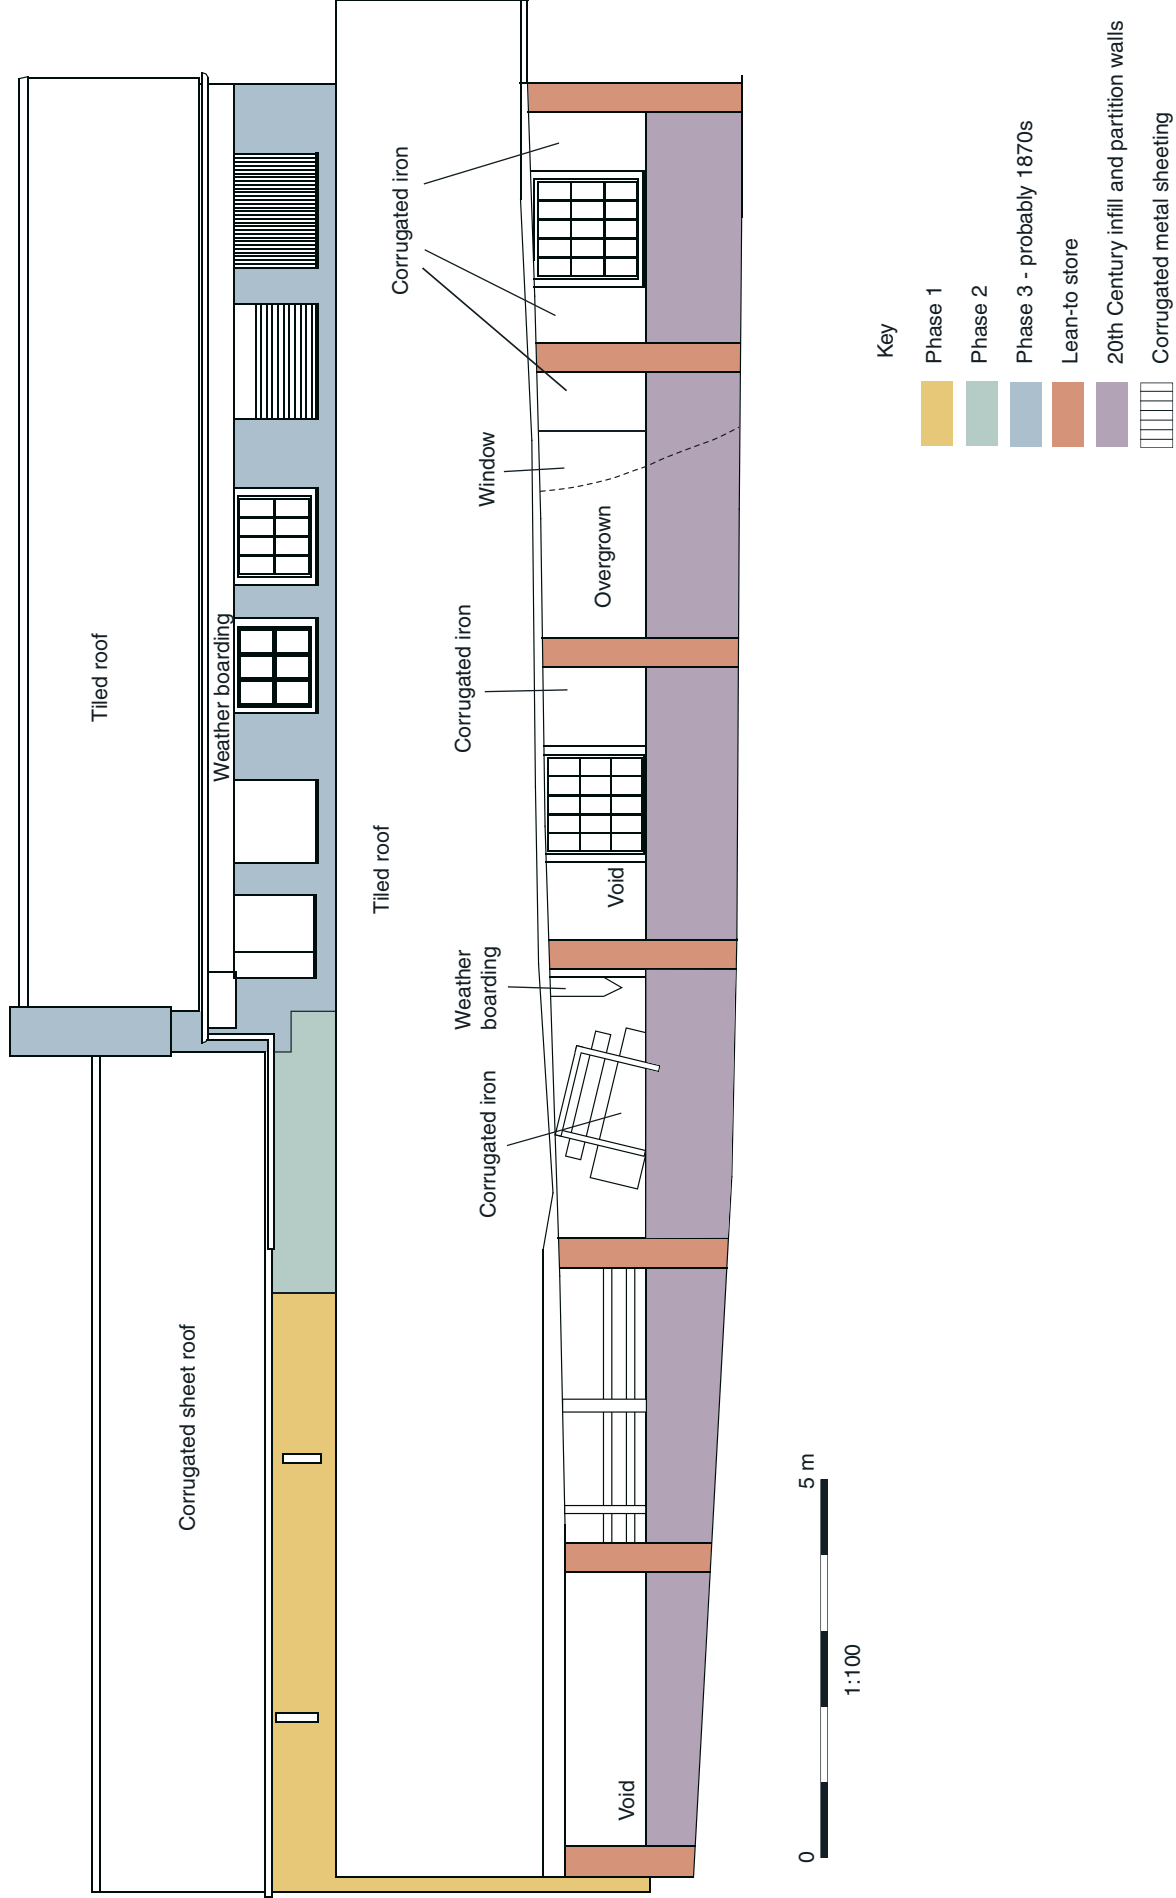 Tiled roof
Weather boarding
Corrugated sheet roof
Tiled roof
Corrugated iron
Window
Overgrown
Corrugated iron
Void
Weather
boarding
Corrugated iron
Void
0
5 m
1:100
Key
Phase 1
Phase 2
Phase 3 - probably 1870s
Lean-to store
20th Century infill and partition walls
Corrugated metal sheeting